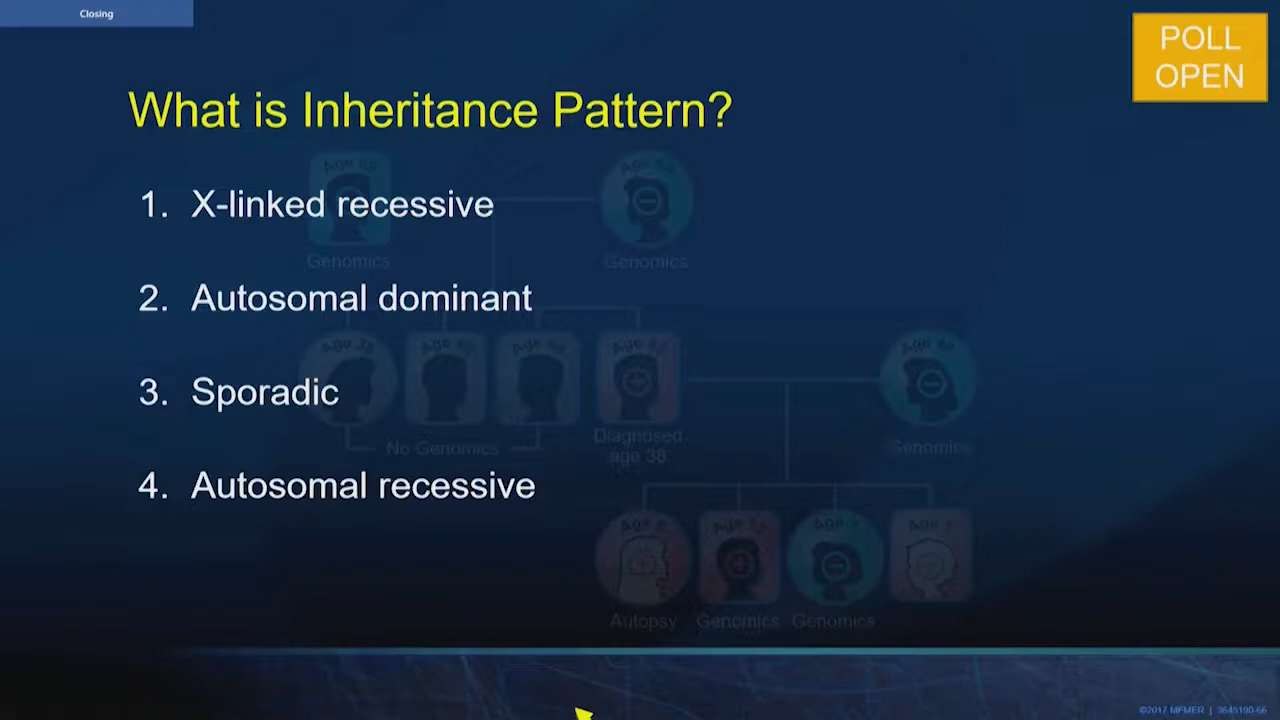 Closing
POLL
OPEN
What is Inheritance Pattern?
1. X-linked recessive
Genomics
Genomics
2. Autosomal dominant
3. Sporadic
No Genomics
Diagnosed
age 38
Genomics
4. Autosomal recessive
Autopsy
Genomics
Genomics
©2017 MFMER | 3645190-66